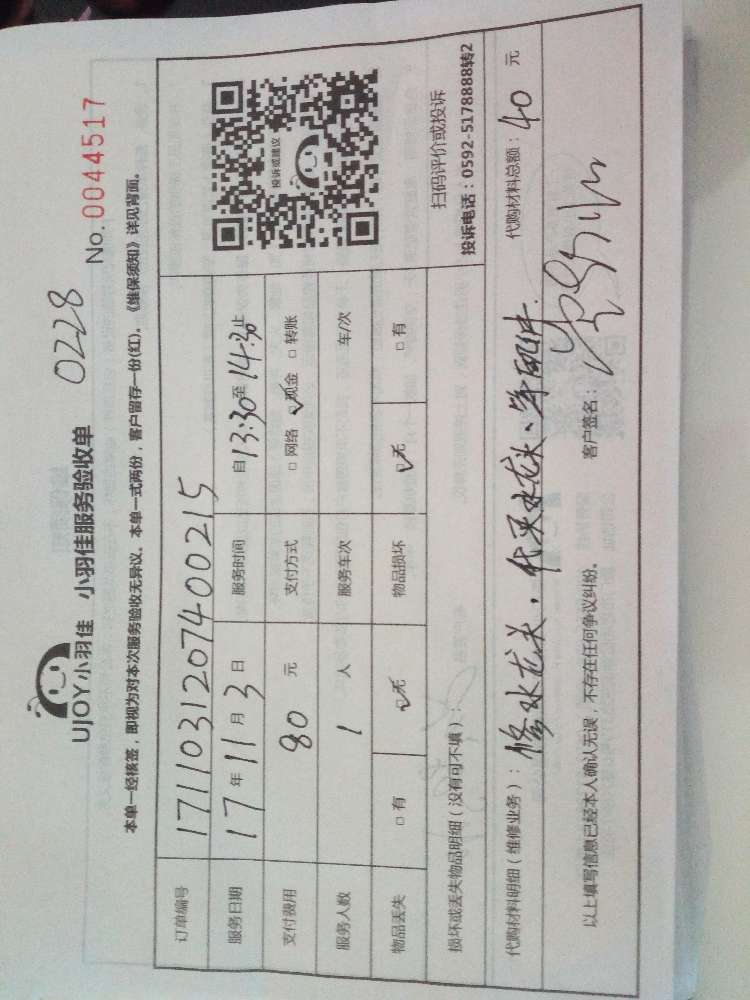 UJOY小羽佳 小羽佳服务验收单 0228
No. 0044517
本单一经核签，即视为对本次服务验收无异议、本单一式两份，客户留存一份(红)。《维保须知》详见背面。
订单编号 1711031207400215
服务日期 17 年 11 月 3 日 服务时间 自 13:30 至 14:30 止
支付费用 80 元 支付方式 □ 网络 ☑ 现金 □ 转账
服务人数 1 人 服务车次 车/次
物品丢失 □ 有 ☑ 无 物品损坏 ☑ 无 □ 有
投诉或建议
扫码评价或投诉
投诉电话：0592-5178888转2
损坏或丢失物品明细（没有可不填）：
代购材料明细（维修业务）：修水龙头，代买水龙头、 代购材料总额：40 元
以上填写信息已经本人确认无误，不存在任何争议纠纷。 客户签名：